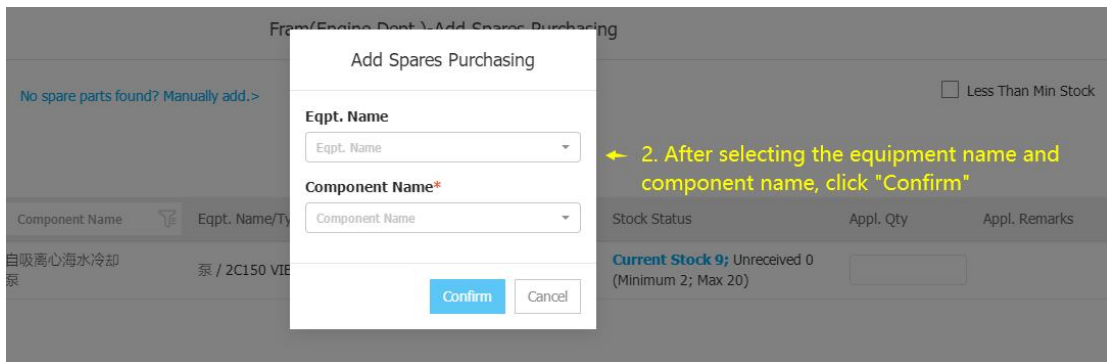 Fram(Engine Dept.)-Add Spares Purchasing
Add Spares Purchasing
No spare parts found? Manually add.>
Less Than Min Stock
Eqpt. Name
Eqpt. Name
← 2. After selecting the equipment name and
component name, click "Confirm"
Component Name*
Component Name
Component Name Eqpt. Name/Ty Stock Status Appl. Qty Appl. Remarks
自吸离心海水冷却
泵
泵 / 2C150 VIE
Current Stock 9; Unreceived 0
(Minimum 2; Max 20)
Confirm Cancel